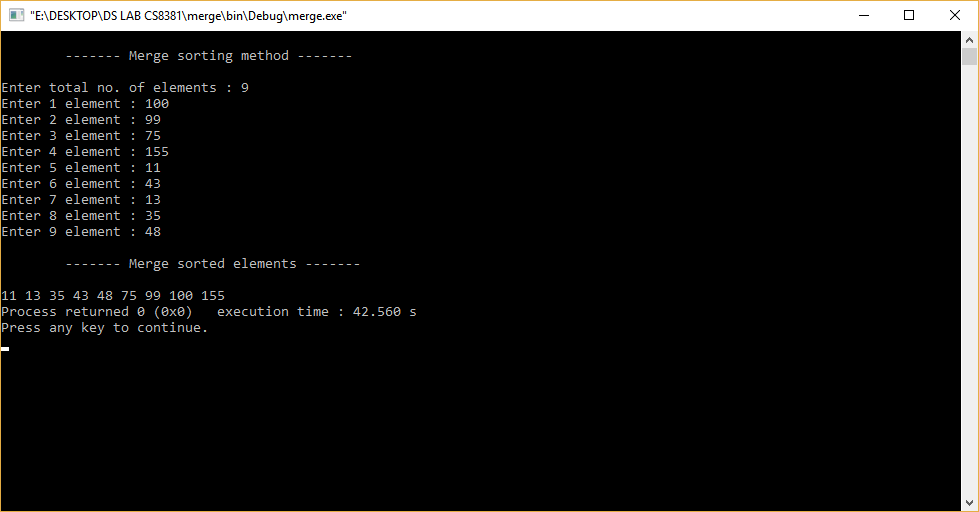 "E:\DESKTOP\DS LAB CS8381\merge\bin\Debug\merge.exe"
------- Merge sorting method -------
Enter total no. of elements : 9
Enter 1 element : 100
Enter 2 element : 99
Enter 3 element : 75
Enter 4 element : 155
Enter 5 element : 11
Enter 6 element : 43
Enter 7 element : 13
Enter 8 element : 35
Enter 9 element : 48
------- Merge sorted elements -------
11 13 35 43 48 75 99 100 155
Process returned 0 (0x0)   execution time : 42.560 s
Press any key to continue.